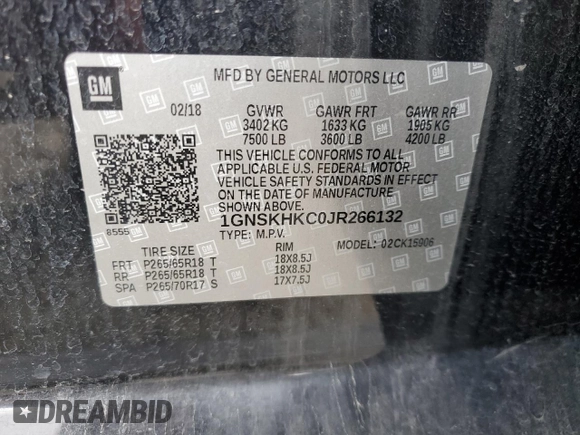 GM
MFD BY GENERAL MOTORS LLC
02/18 GVWR GAWR FRT GAWR RR
3402 KG 1633 KG 1905 KG
7500 LB 3600 LB 4200 LB
THIS VEHICLE CONFORMS TO ALL
APPLICABLE U.S. FEDERAL MOTOR
VEHICLE SAFETY STANDARDS IN EFFECT
ON THE DATE OF MANUFACTURE
SHOWN ABOVE.
8555 1GNSKHKC0JR266132
TYPE: M.P.V. MODEL: 02CK15906
TIRE SIZE RIM
FRT P265/65R18 T 18X8.5J
RR P265/65R18 T 18X8.5J
SPA P265/70R17 S 17X7.5J
DREAMBID